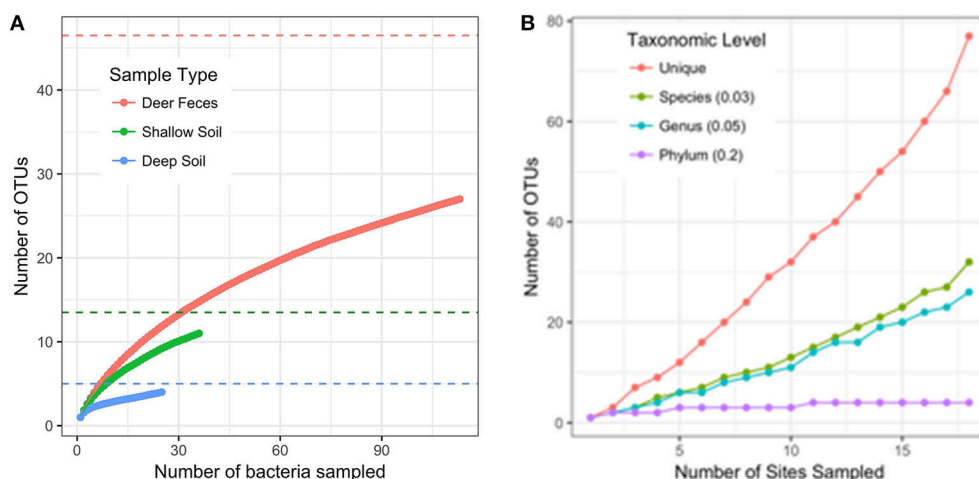 A
Number of OTUs
40
30
20
10
0
Sample Type
Deer Feces
Shallow Soil
Deep Soil
0
30
60
90
Number of bacteria sampled
B
Number of OTUs
80
60
40
20
0
Taxonomic Level
Unique
Species (0.03)
Genus (0.05)
Phylum (0.2)
5
10
15
Number of Sites Sampled